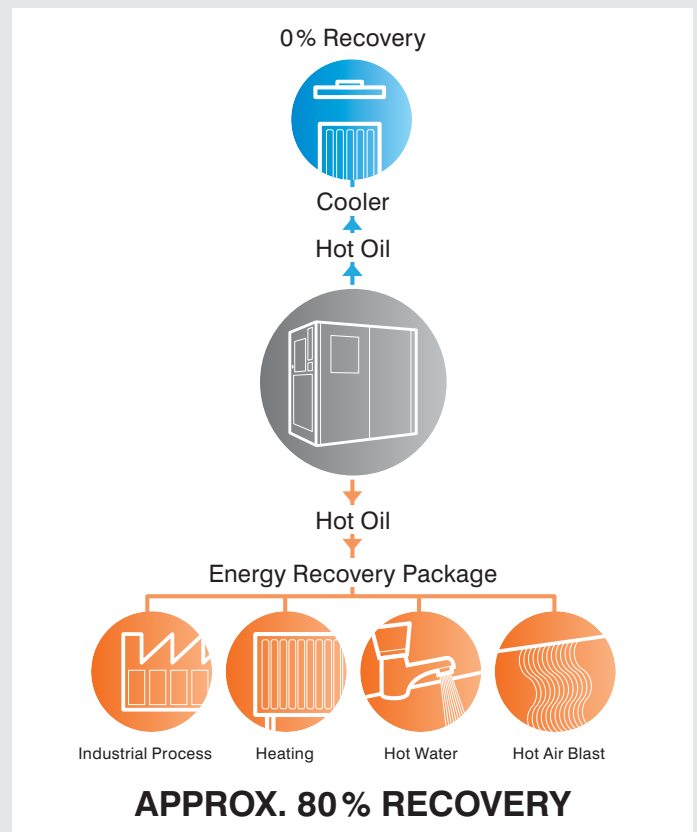 0% Recovery
Cooler
Hot Oil
Hot Oil
Energy Recovery Package
Industrial Process
Heating
Hot Water
Hot Air Blast
APPROX. 80% RECOVERY